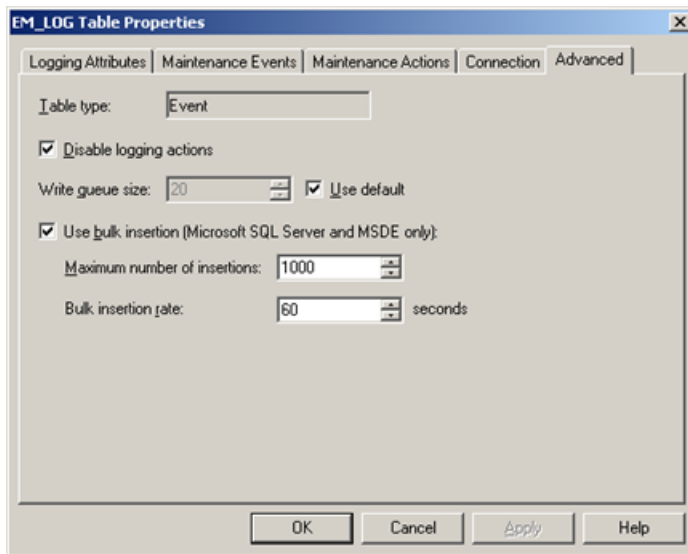 EM_LOG Table Properties
Logging Attributes Maintenance Events Maintenance Actions Connection Advanced
Table type: Event
Disable logging actions
Write queue size: 20 Use default
Use bulk insertion (Microsoft SQL Server and MSDE only):
Maximum number of insertions: 1000
Bulk insertion rate: 60 seconds
OK Cancel Apply Help